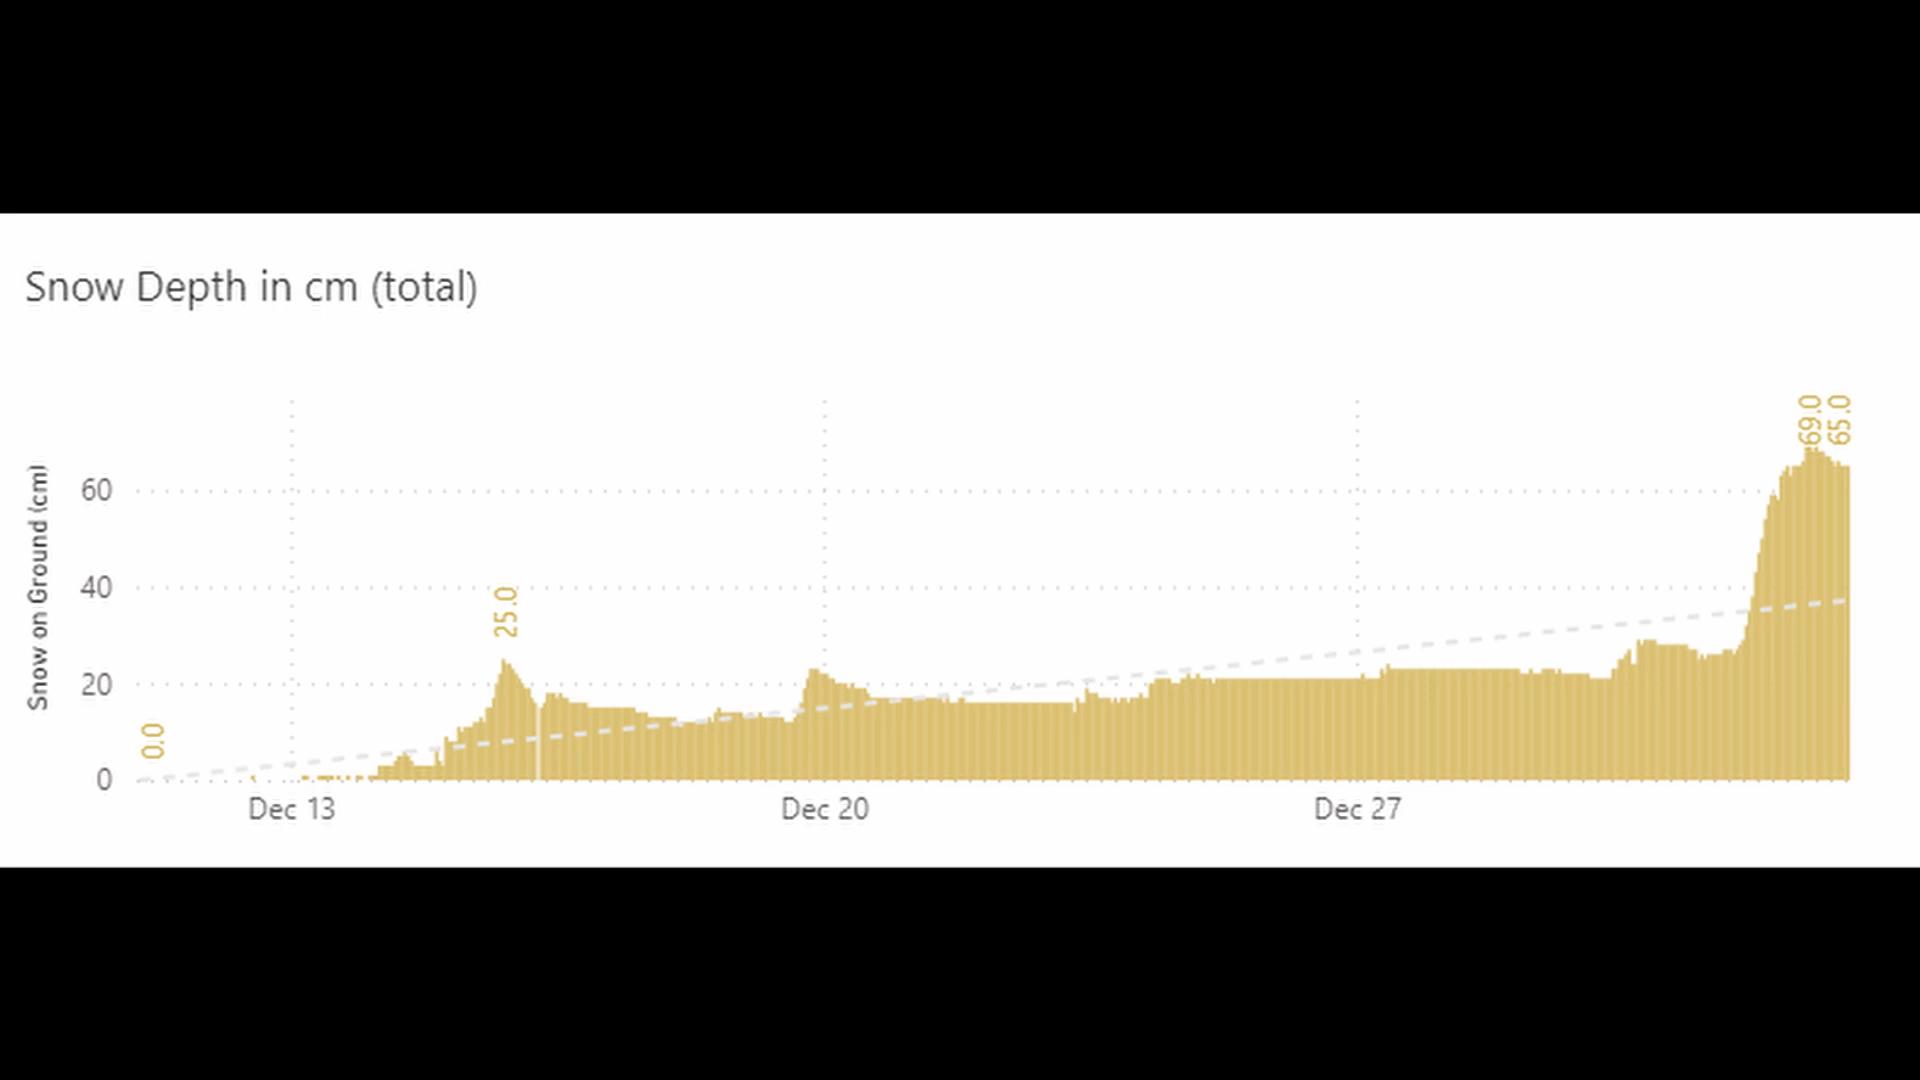 Snow Depth in cm (total)
Snow on Ground (cm)
60
40
20
0
0.0
25.0
69.0
65.0
Dec 13
Dec 20
Dec 27